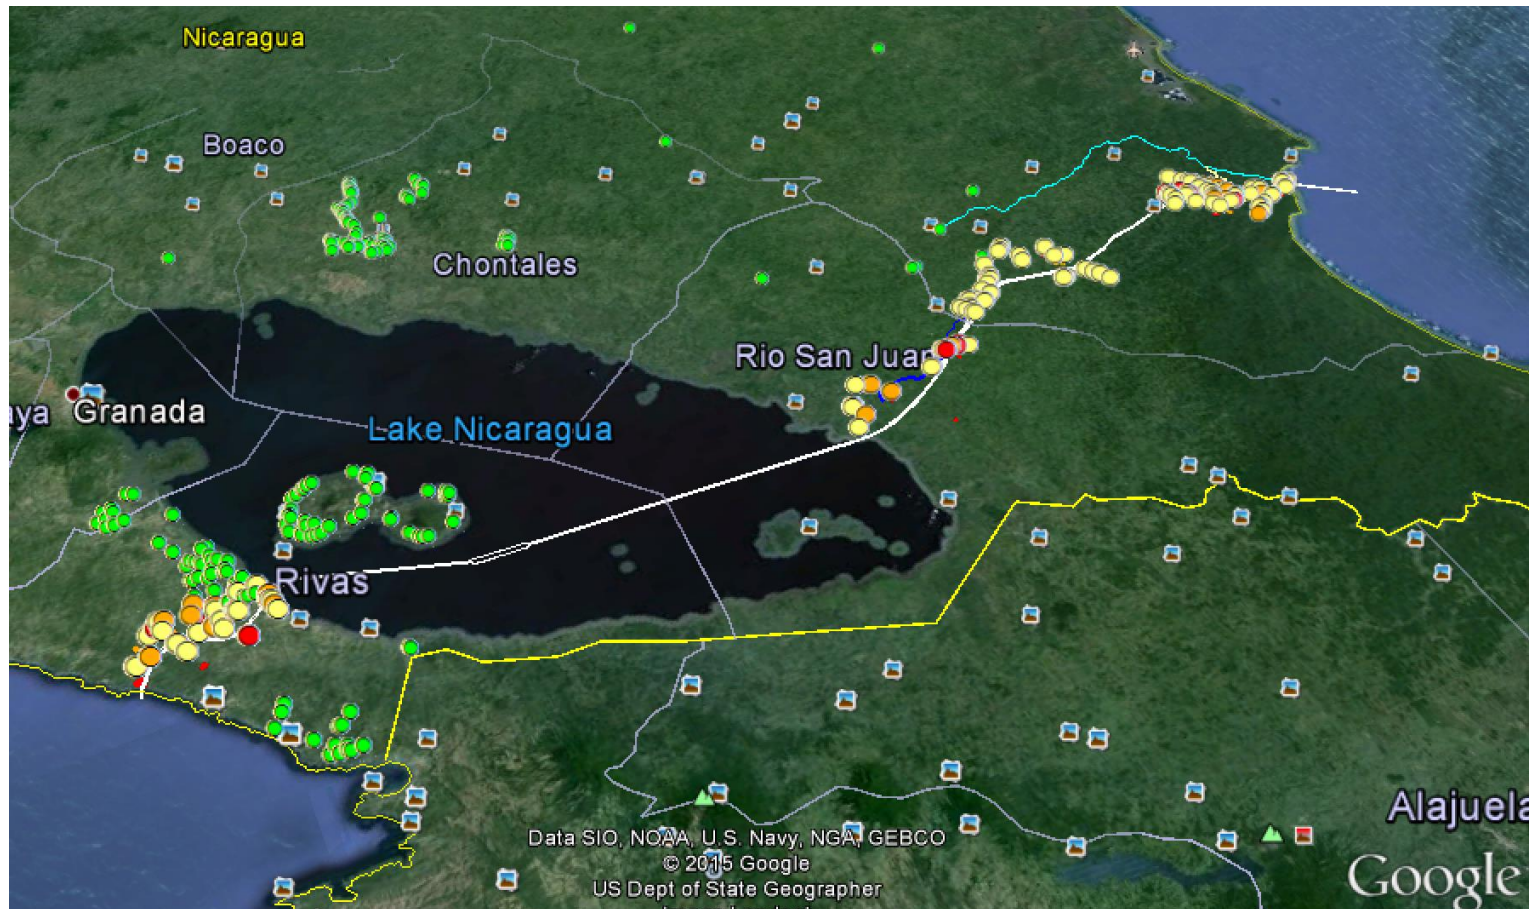 Nicaragua
Boaco
Chontales
Rio San Juan
aya
Granada
Lake Nicaragua
Rivas
Alajuela
Data SIO, NOAA, U.S. Navy, NGA, GEBCO
© 2015 Google
US Dept of State Geographer
Google